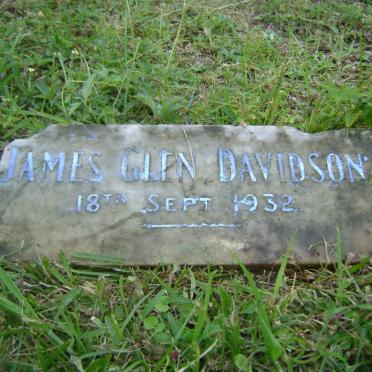 JAMES GLEN DAVIDSON
18TH SEPT 1932